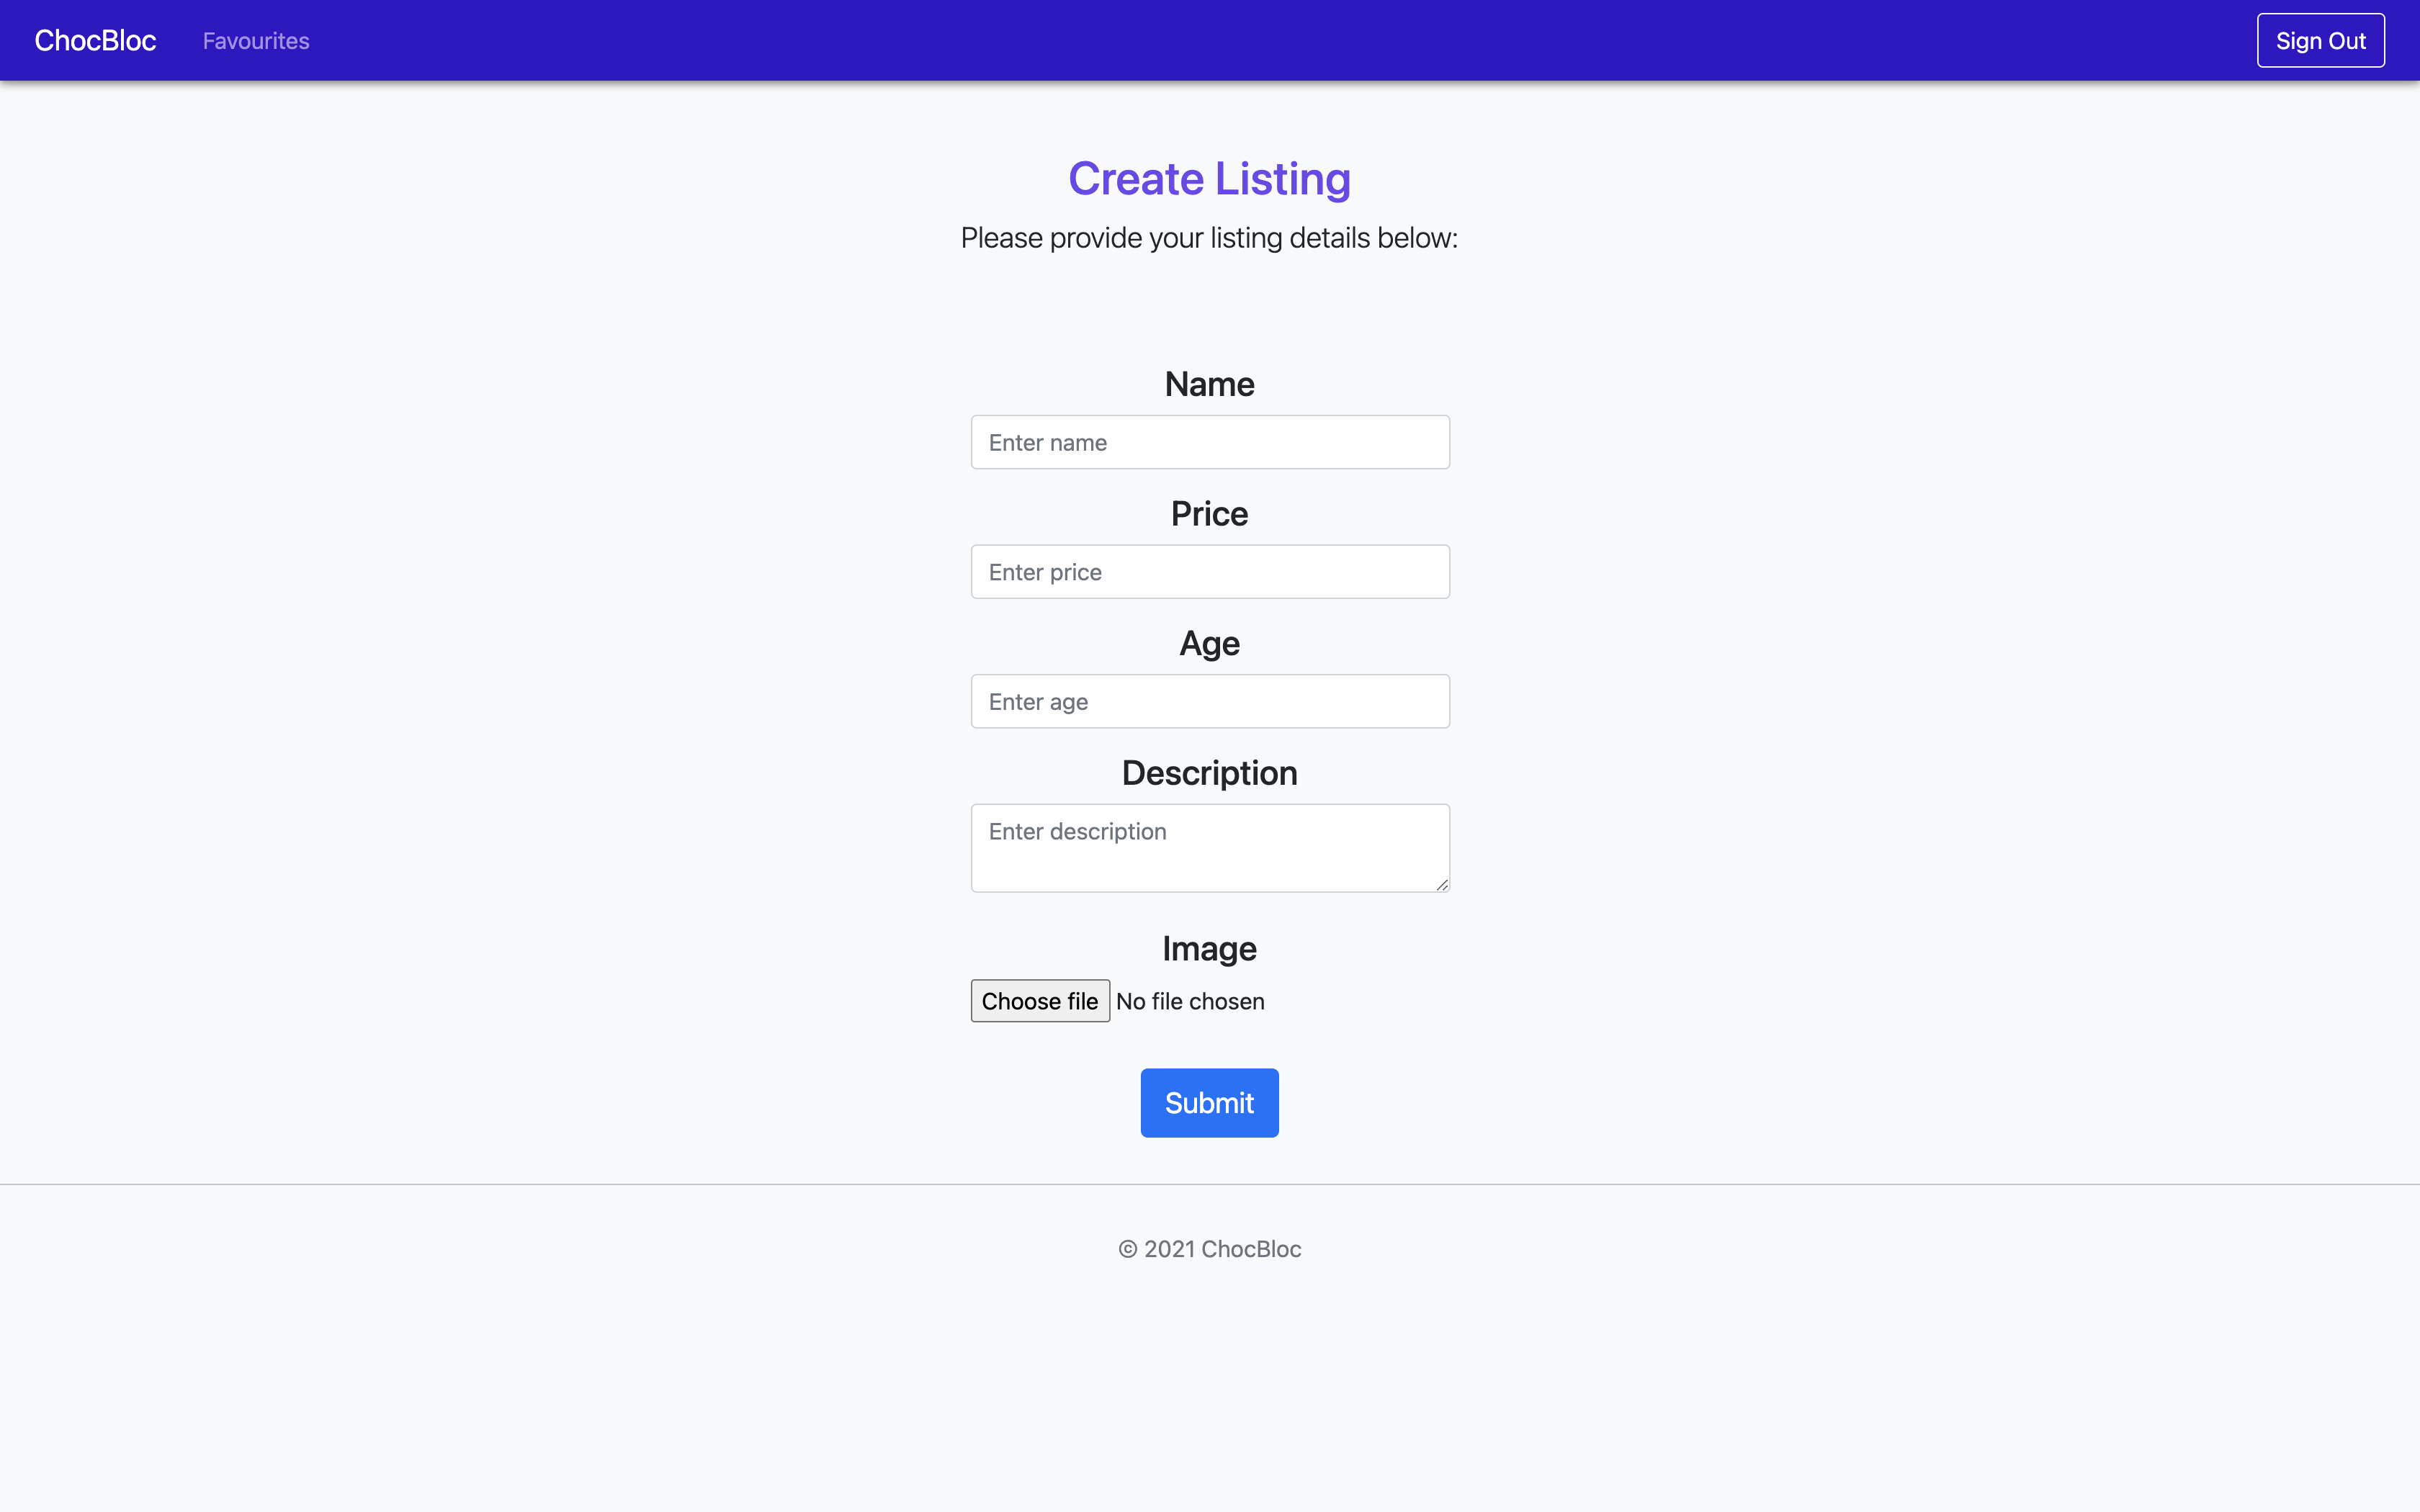 ChocBloc Favourites Sign Out
Create Listing
Please provide your listing details below:
Name
Enter name
Price
Enter price
Age
Enter age
Description
Enter description
Image
Choose file No file chosen
Submit
© 2021 ChocBloc